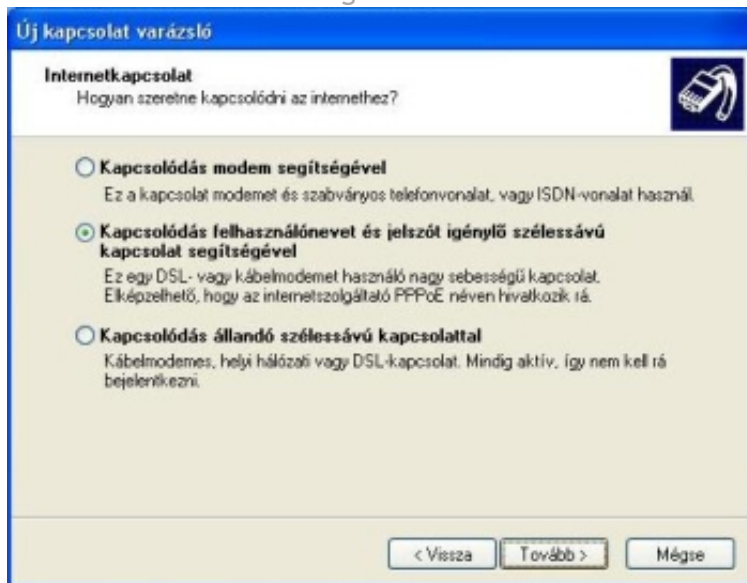 Új kapcsolat varázsló
Internetkapcsolat
Hogyan szeretne kapcsolódni az internethez?
Kapcsolódás modem segítségével
Ez a kapcsolat modemet és szabványos telefonvonalat, vagy ISDN-vonalat használ.
Kapcsolódás felhasználónevet és jelszót igénylő szélessávú
kapcsolat segítségével
Ez egy DSL- vagy kábelmodemet használó nagy sebességű kapcsolat.
Elképzelhető, hogy az internetszolgáltató PPPoE néven hivatkozik rá.
Kapcsolódás állandó szélessávú kapcsolattal
Kábelmodemes, helyi hálózati vagy DSL-kapcsolat. Mindig aktív, így nem kell rá
bejelentkezni.
< Vissza Tovább > Mégse